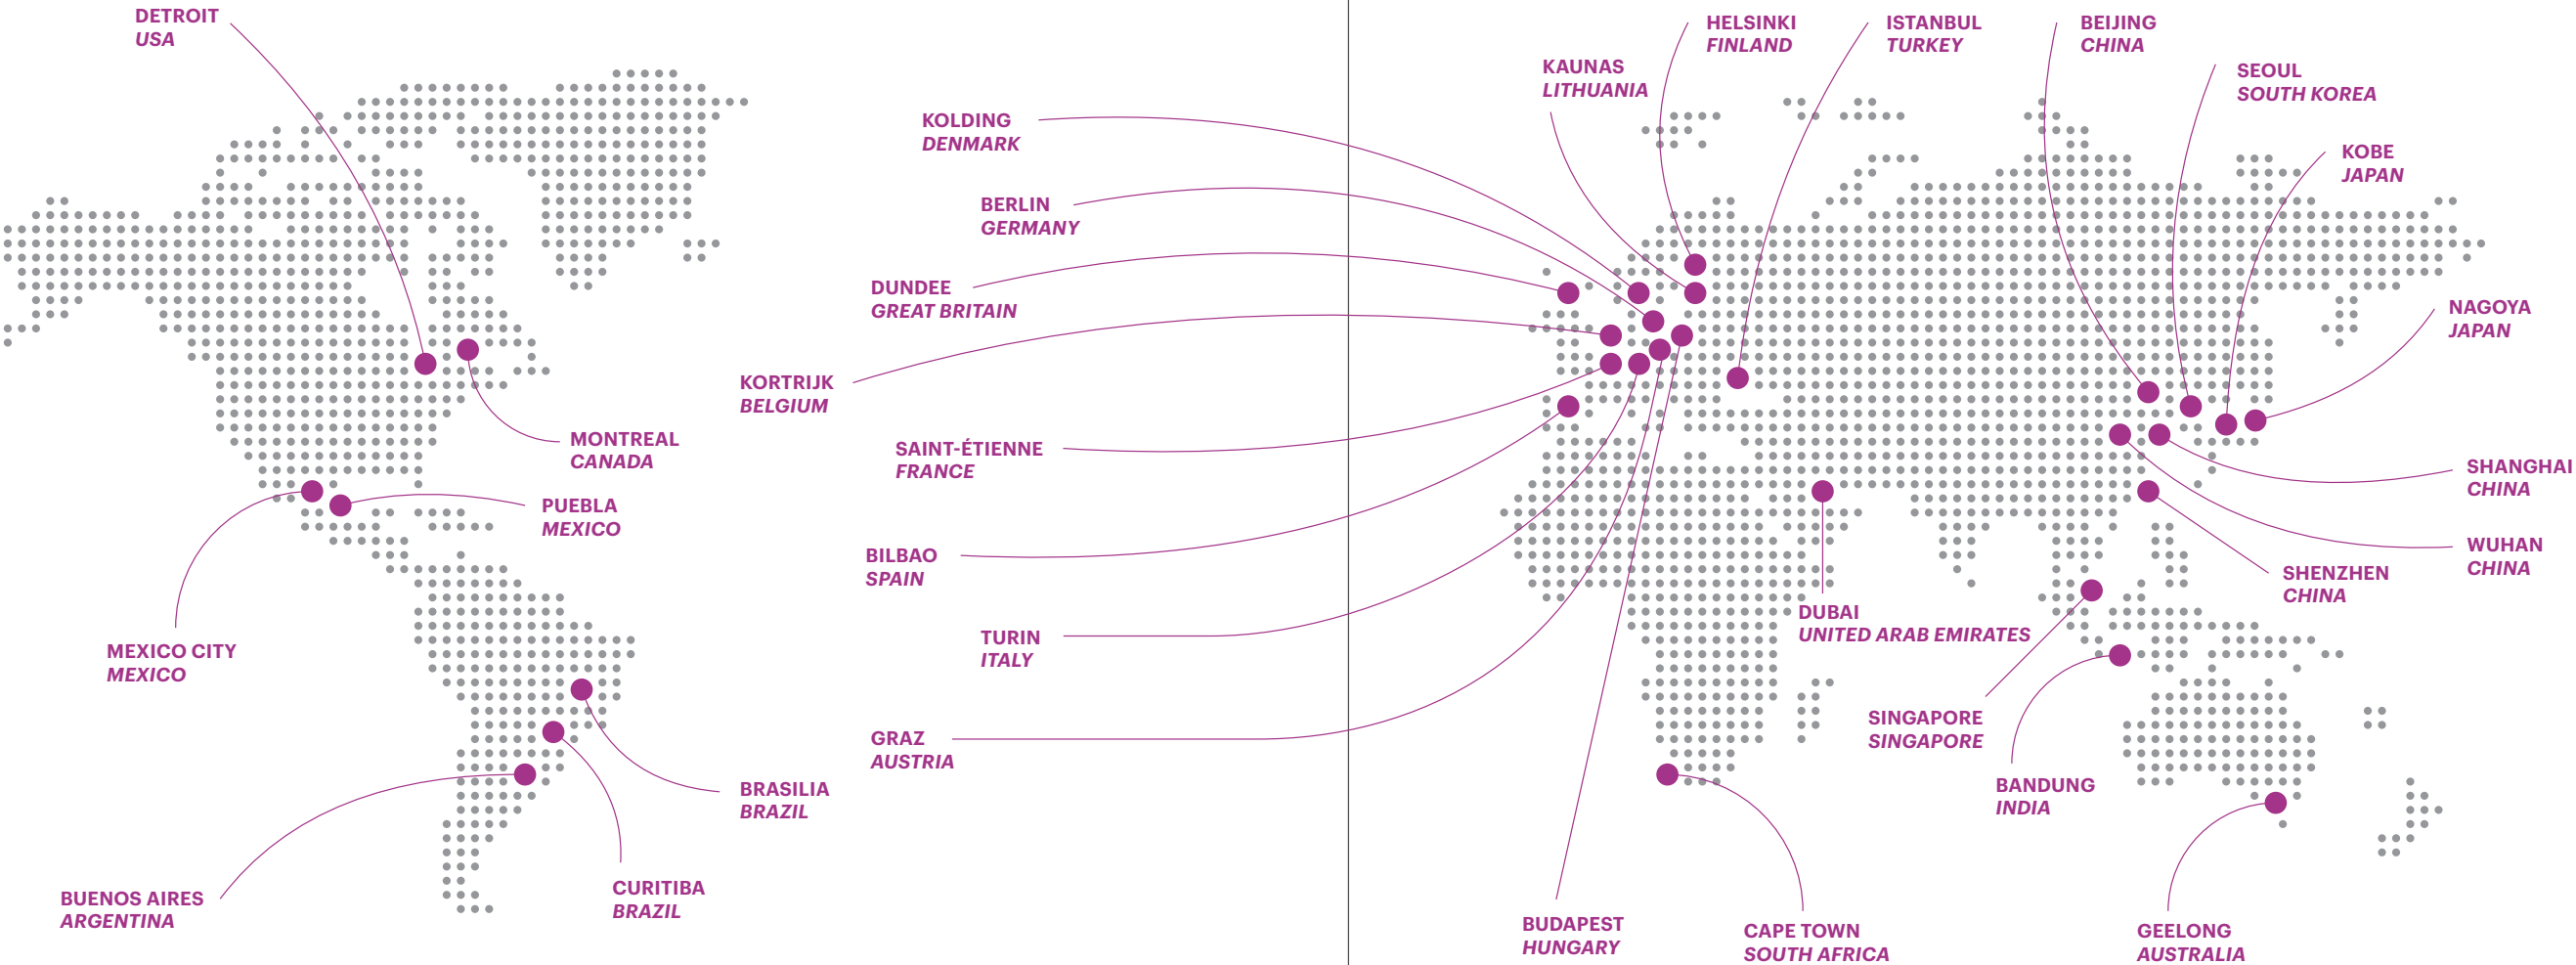 DETROIT
USA
MONTREAL
CANADA
PUEBLA
MEXICO
MEXICO CITY
MEXICO
BRASILIA
BRAZIL
CURITIBA
BRAZIL
BUENOS AIRES
ARGENTINA
KOLDING
DENMARK
BERLIN
GERMANY
DUNDEE
GREAT BRITAIN
KORTRIJK
BELGIUM
SAINT-ÉTIENNE
FRANCE
BILBAO
SPAIN
TURIN
ITALY
GRAZ
AUSTRIA
HELSINKI
FINLAND
KAUNAS
LITHUANIA
ISTANBUL
TURKEY
BEIJING
CHINA
SEOUL
SOUTH KOREA
KOBE
JAPAN
NAGOYA
JAPAN
SHANGHAI
CHINA
WUHAN
CHINA
SHENZHEN
CHINA
DUBAI
UNITED ARAB EMIRATES
SINGAPORE
SINGAPORE
BANDUNG
INDIA
BUDAPEST
HUNGARY
CAPE TOWN
SOUTH AFRICA
GEELONG
AUSTRALIA